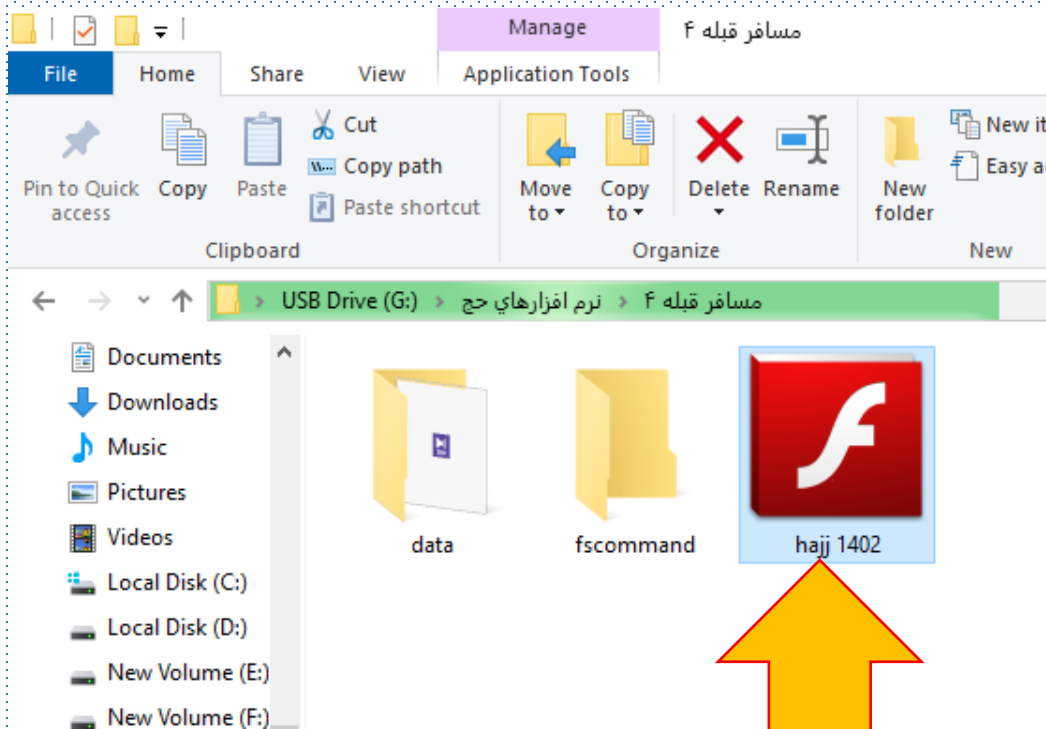 Manage
مسافر قبله ۴
File Home Share View Application Tools
Pin to Quick access
Copy
Paste
Cut
Copy path
Paste shortcut
Clipboard
Move to
Copy to
Delete
Rename
Organize
New folder
New it
Easy a
New
USB Drive (G:) › نرم افزارهاي حج › مسافر قبله ۴
Documents
Downloads
Music
Pictures
Videos
Local Disk (C:)
Local Disk (D:)
New Volume (E:)
New Volume (F:)
data
fscommand
hajj 1402